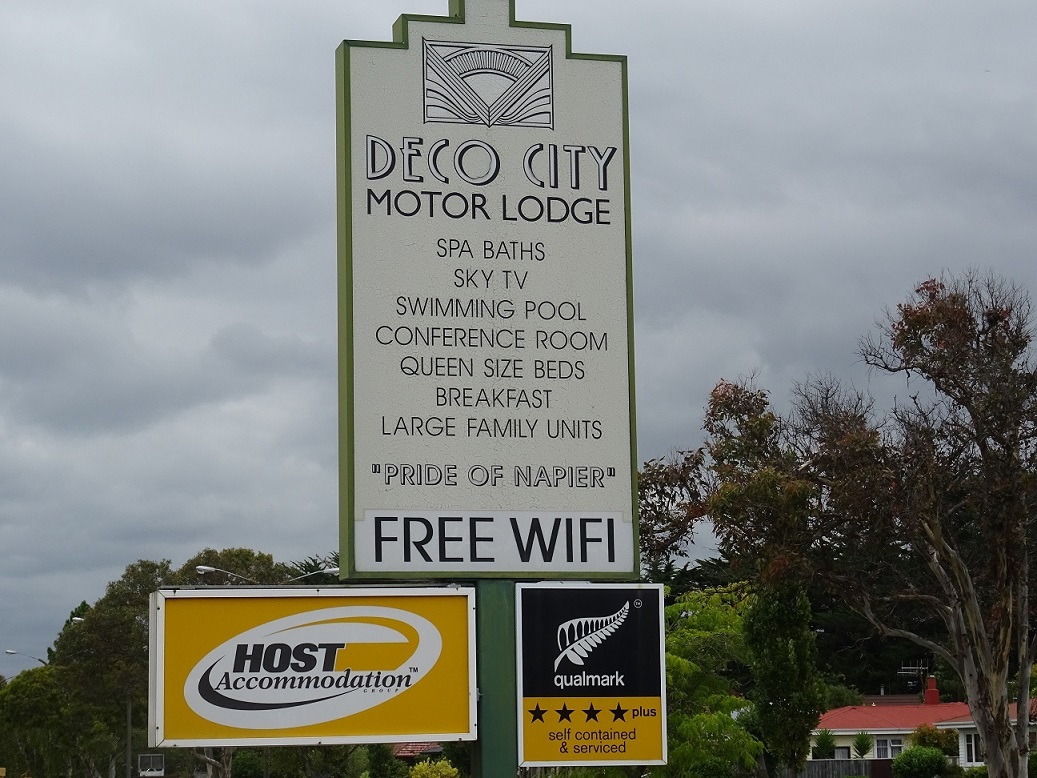 DECO CITY
MOTOR LODGE
SPA BATHS
SKY TV
SWIMMING POOL
CONFERENCE ROOM
QUEEN SIZE BEDS
BREAKFAST
LARGE FAMILY UNITS
"PRIDE OF NAPIER"
FREE WIFI
HOST
Accommodation™
GROUP
qualmark
plus
self contained
& serviced